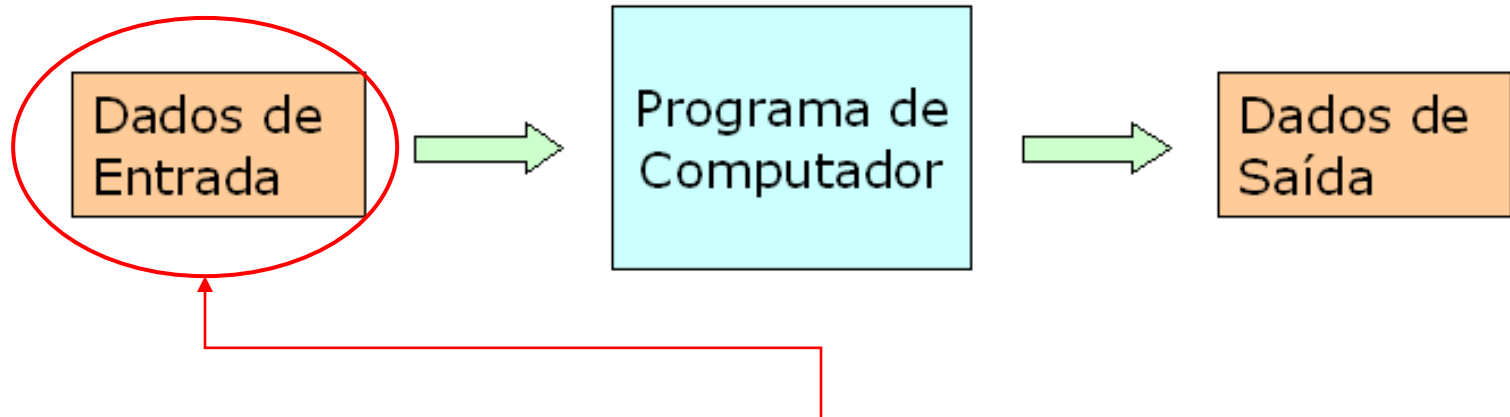 Dados de
Entrada
Programa de
Computador
Dados de
Saída